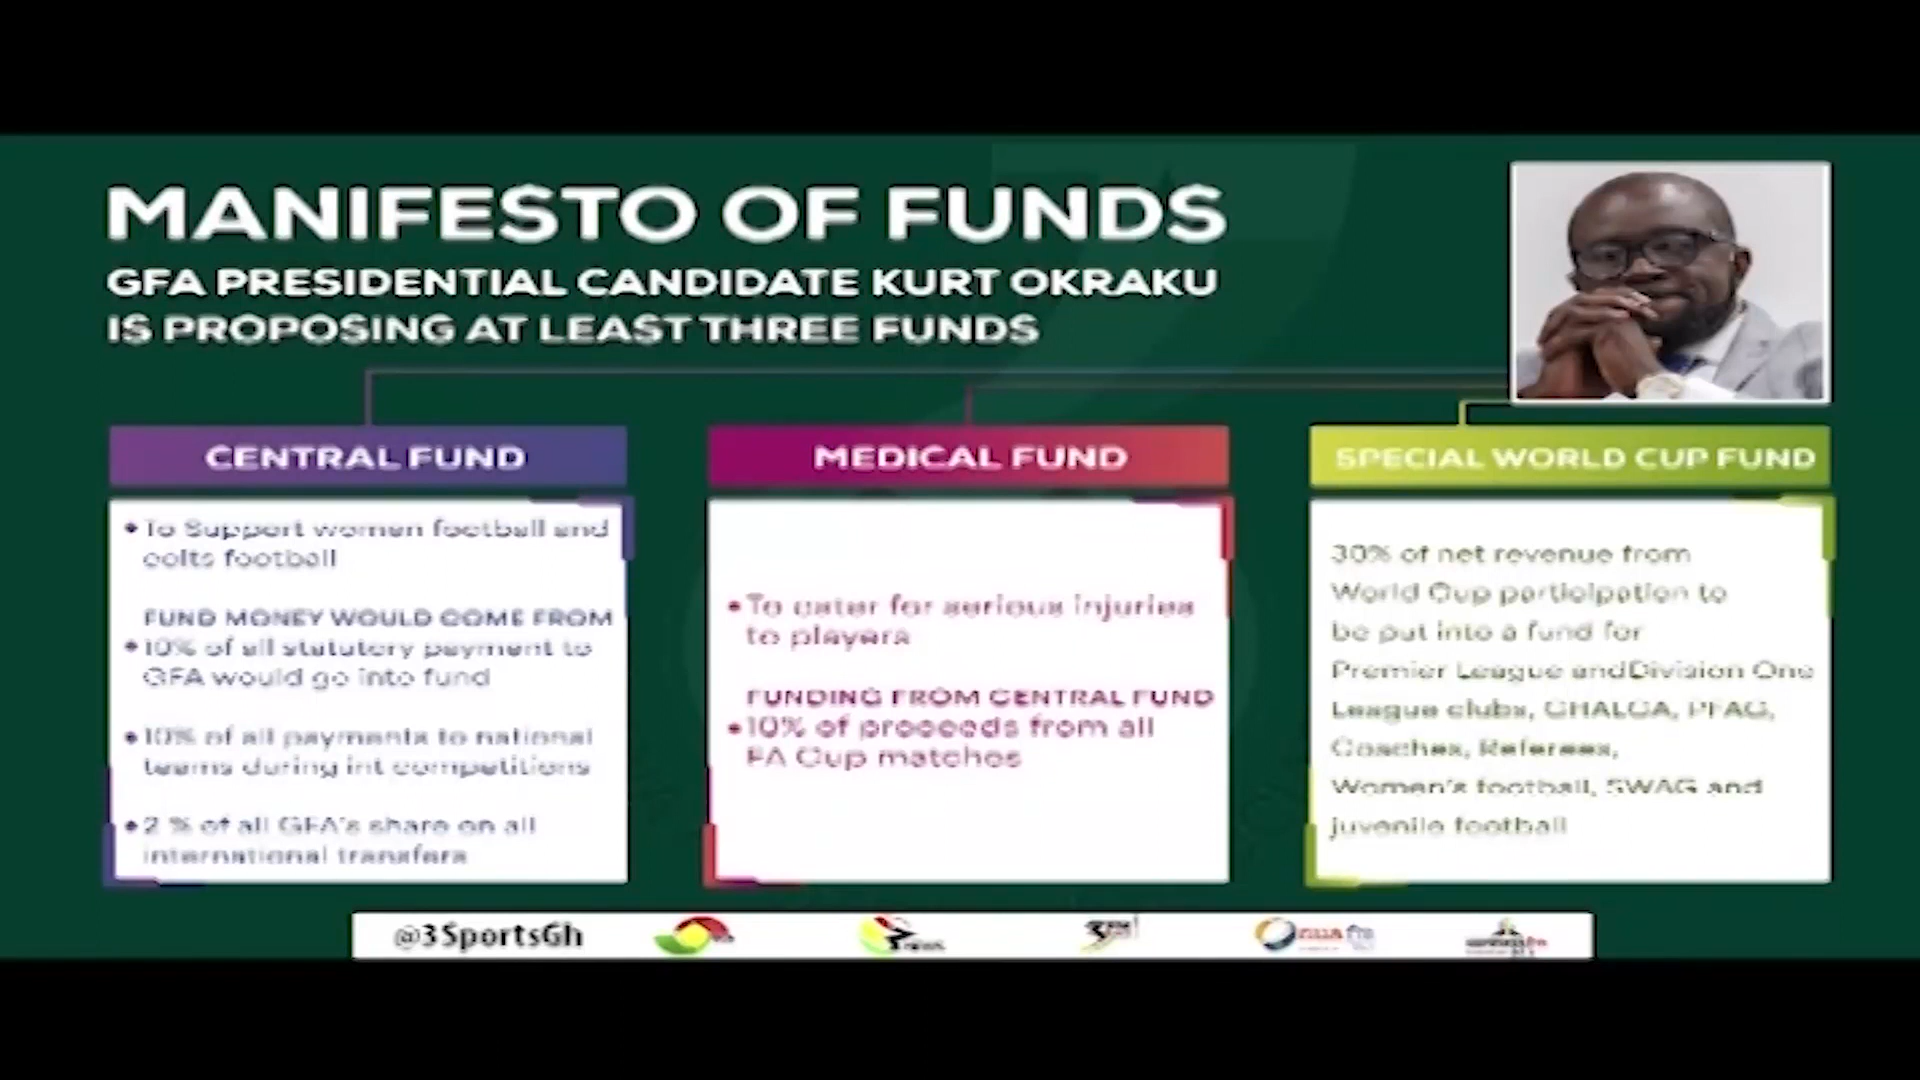 MANIFESTO OF FUNDS
GFA PRESIDENTIAL CANDIDATE KURT OKRAKU
IS PROPOSING AT LEAST THREE FUNDS
CENTRAL FUND
• To Support women football and
colts football
FUND MONEY WOULD COME FROM
• 10% of all statutory payment to
GFA would go into fund
• 10% of all payments to national
teams during int competitions
• 2 % of all GFA's share on all
international transfers
MEDICAL FUND
• To cater for serious injuries
to players
FUNDING FROM CENTRAL FUND
• 10% of proceeds from all
FA Cup matches
SPECIAL WORLD CUP FUND
30% of net revenue from
World Cup participation to
be put into a fund for
Premier League andDivision One
League clubs, GHALCA, PFAG,
Coaches, Referees,
Women's football, SWAG and
juvenile football
@3SportsGh